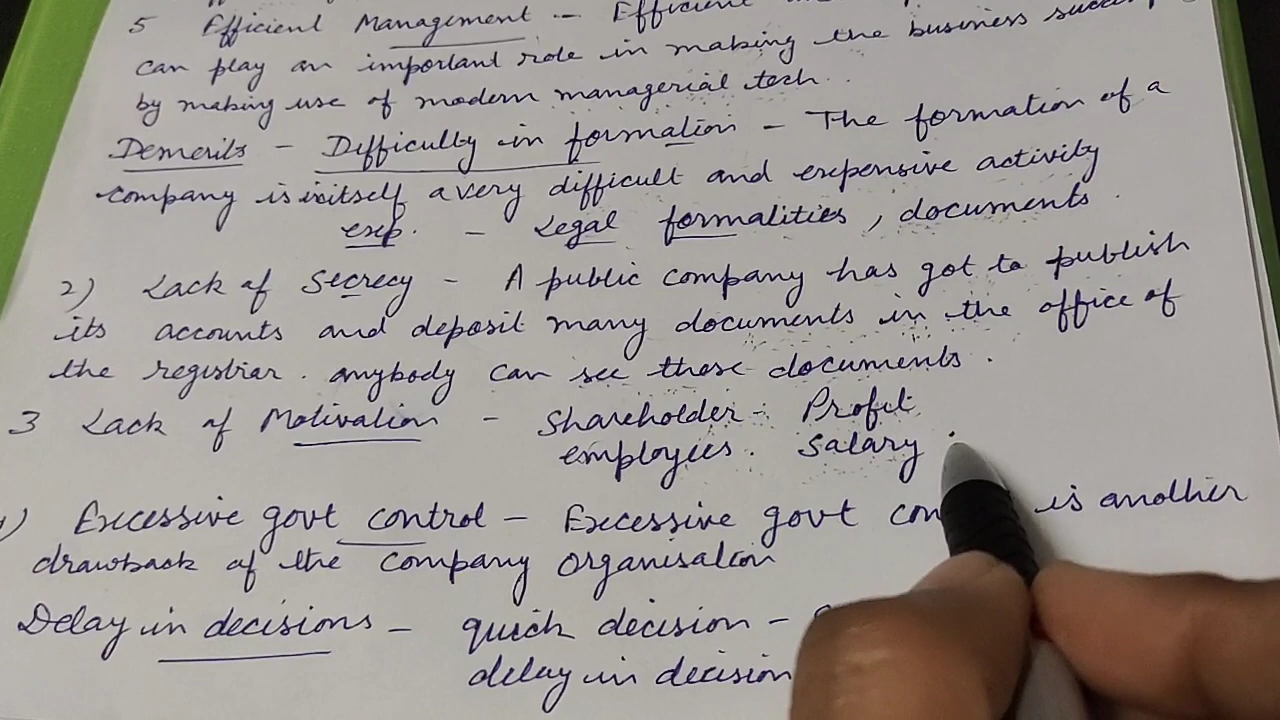 5 Efficient Management - Efficient
can play an important role in making the business
by making use of modern managerial tech..
Demerits - Difficulty in formation - The formation of a
company is initself a very difficult and expensive activity
exp. - Legal formalities, documents.
2) Lack of Secrecy - A public company has got to publish
its accounts and deposit many documents in the office of
the registrar. anybody can see these documents.
3 Lack of Motivation - Shareholder - Profit
employees. Salary
) Excessive govt control - Excessive govt con is another
drawback of the company organisation
Delay in decisions - quick decision -
delay in decision